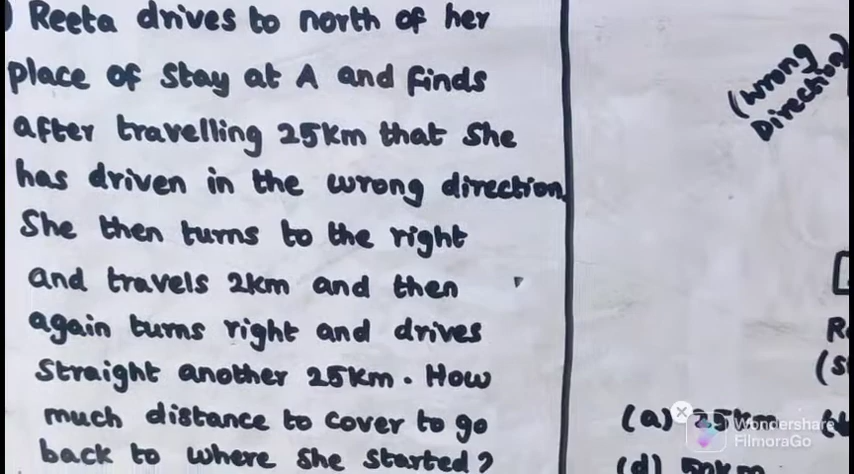 ) Reeta drives to north of her
place of stay at A and finds
after travelling 25km that she
has driven in the wrong direction.
She then turns to the right
and travels 2km and then
again turns right and drives
straight another 25km. How
much distance to cover to go
back to where she started?
(wrong
Direction)
(a) 25km
(d)
Wondershare
FilmoraGo